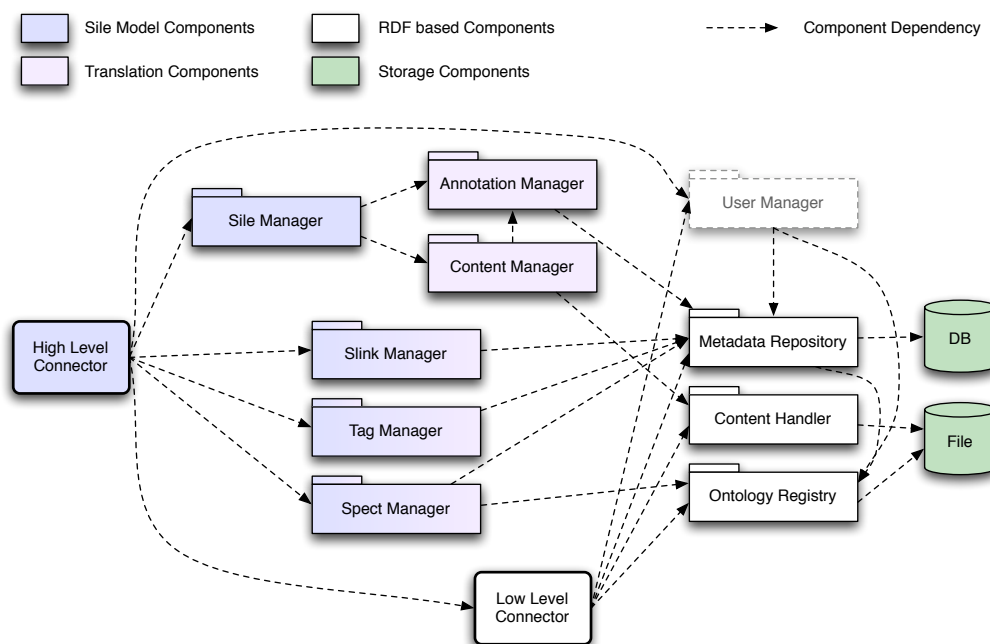 Sile Model Components
RDF based Components
Component Dependency
Translation Components
Storage Components
Annotation Manager
User Manager
Sile Manager
Content Manager
High Level
Connector
Slink Manager
Metadata Repository
DB
Tag Manager
Content Handler
File
Spect Manager
Ontology Registry
Low Level
Connector